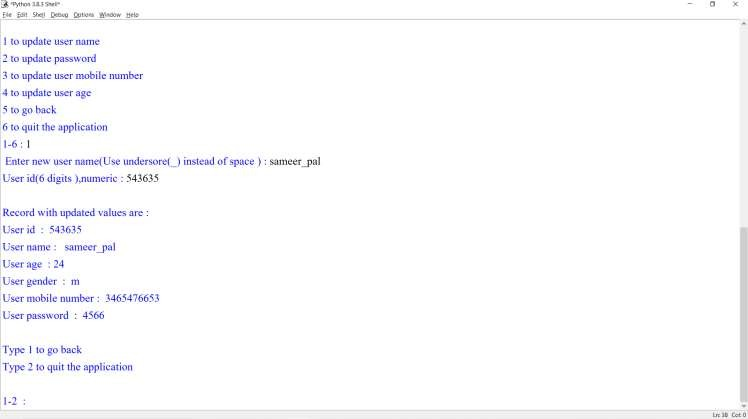 *Python 3.8.3 Shell*
File Edit Shell Debug Options Window Help
1 to update user name
2 to update password
3 to update user mobile number
4 to update user age
5 to go back
6 to quit the application
1-6 : 1
Enter new user name(Use undersore(_) instead of space ) : sameer_pal
User id(6 digits ),numeric : 543635
Record with updated values are :
User id  :  543635
User name :   sameer_pal
User age  : 24
User gender  :  m
User mobile number :  3465476653
User password  :  4566
Type 1 to go back
Type 2 to quit the application
1-2  :
Ln: 38  Col: 0